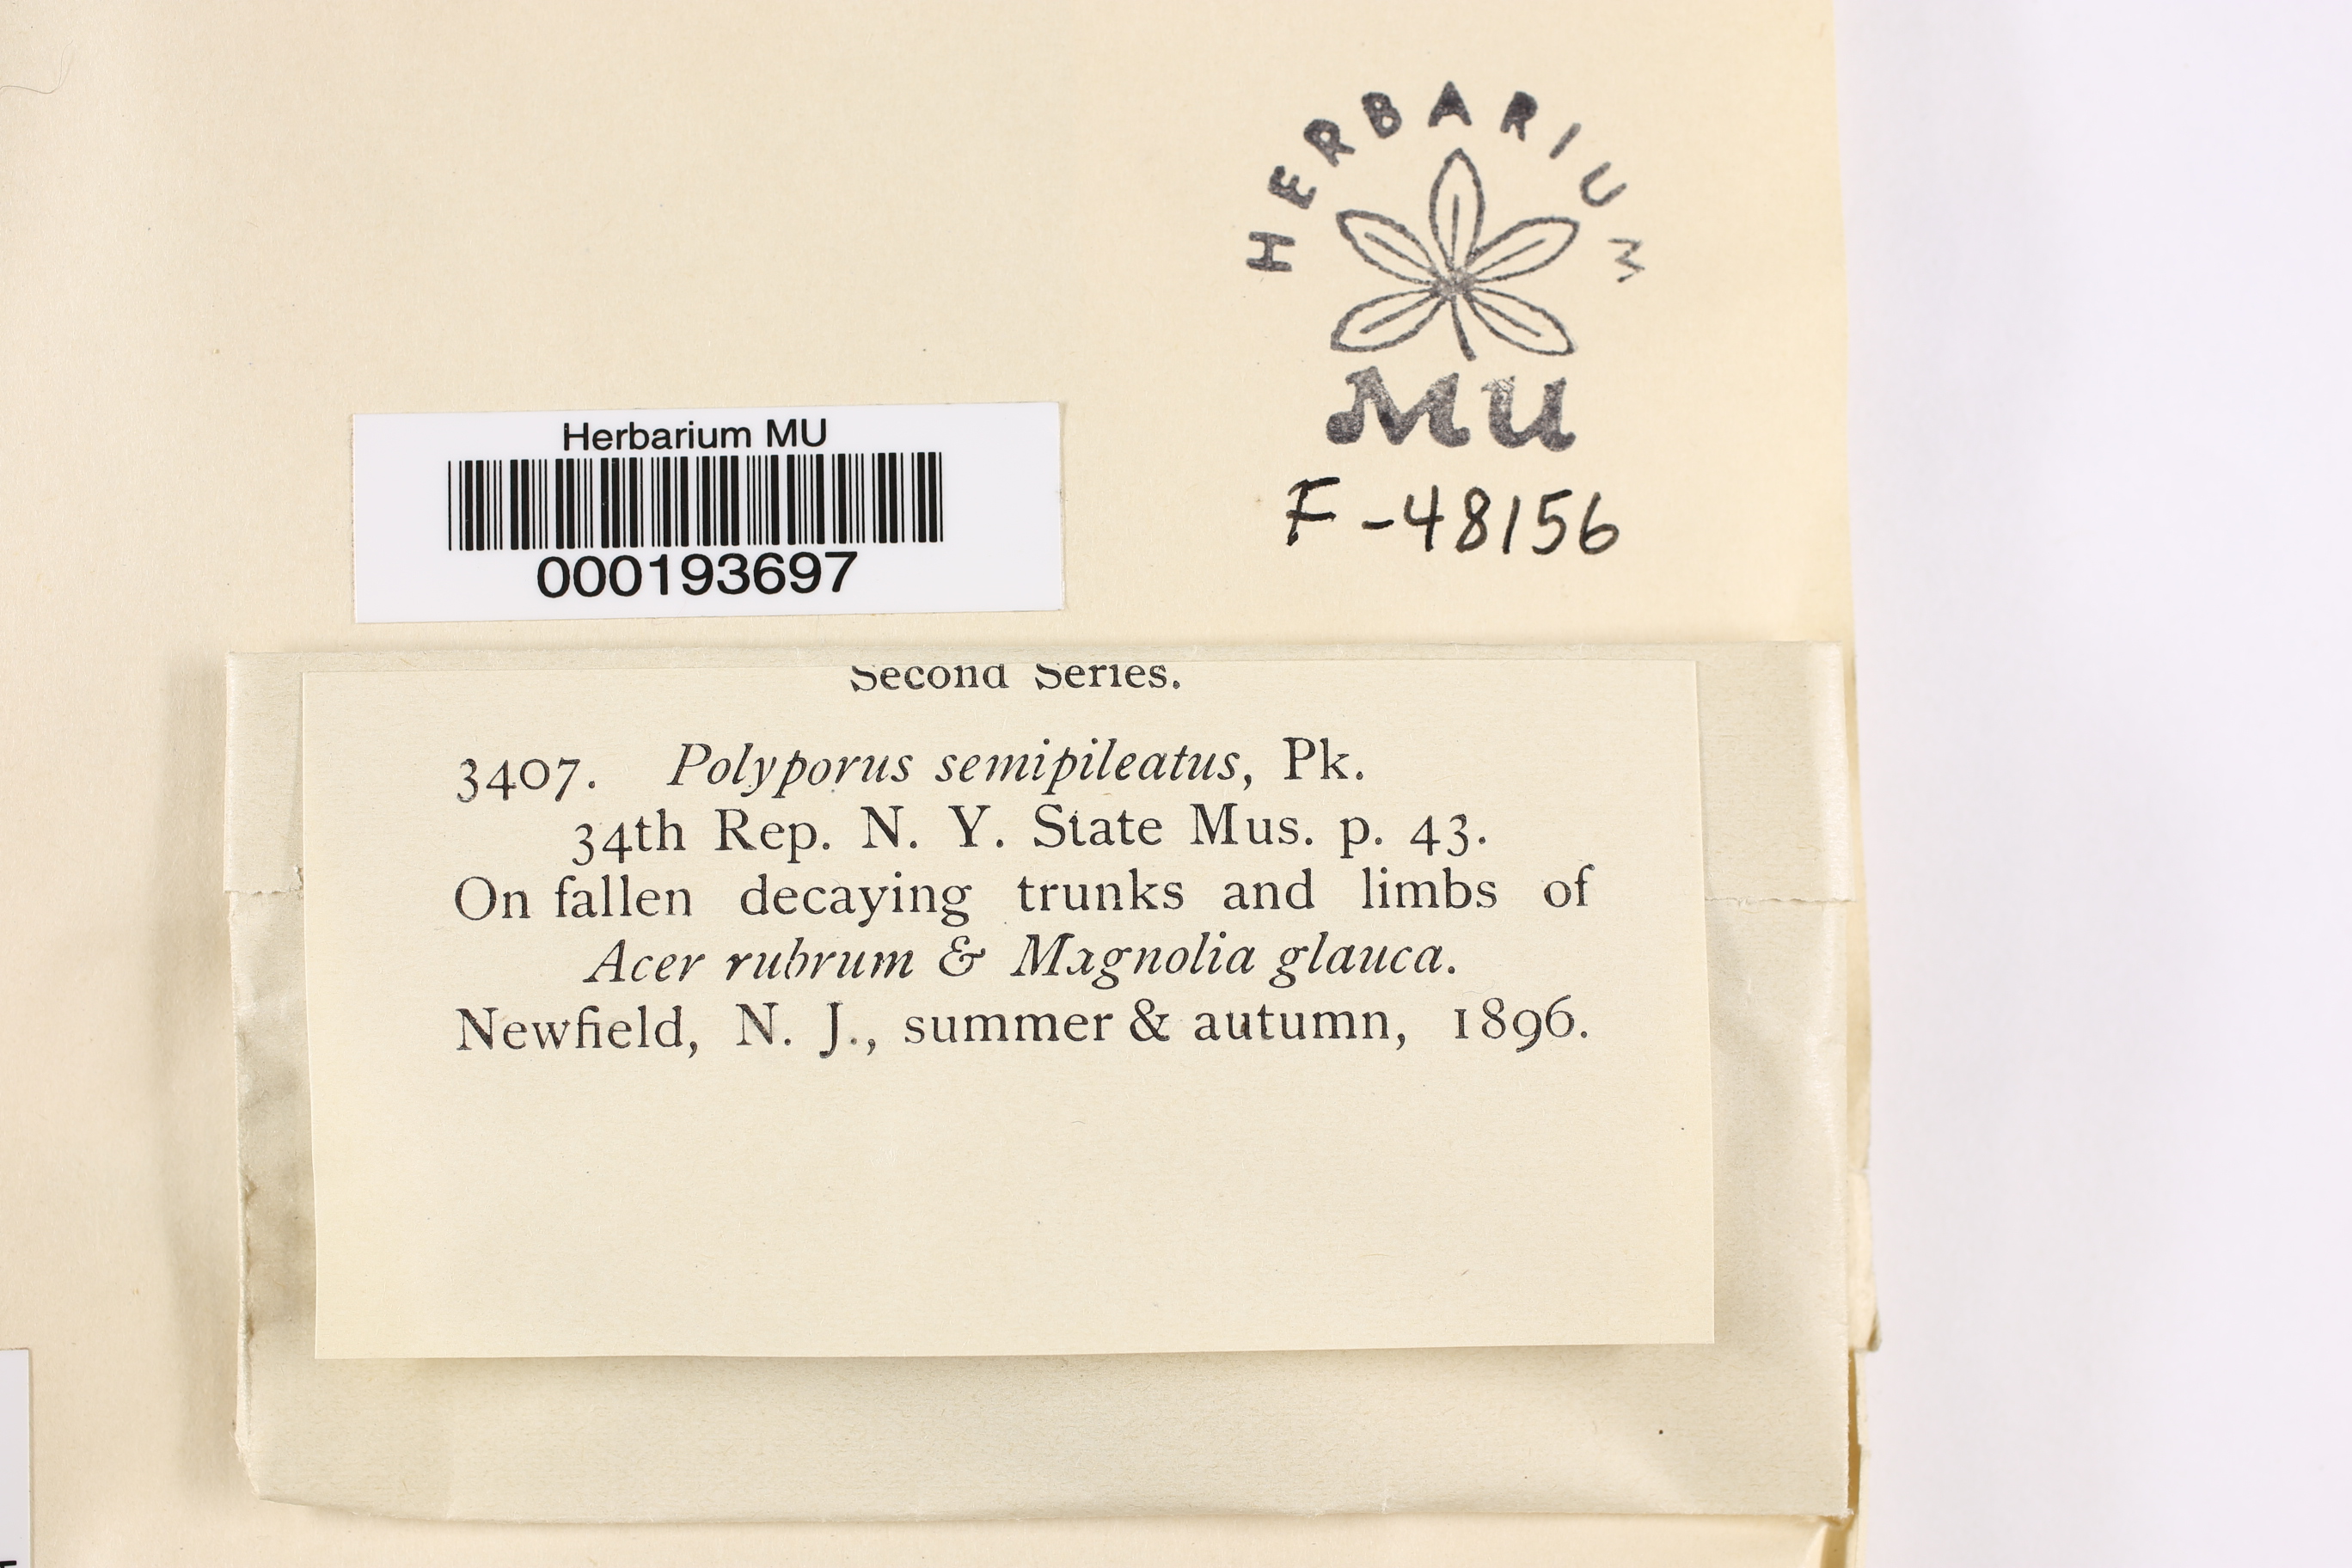 HERBARIUM
MU
F-48156
Herbarium MU
000193697
Second Series.
3407. Polyporus semipileatus, Pk.
34th Rep. N. Y. State Mus. p. 43.
On fallen decaying trunks and limbs of
Acer rubrum & Magnolia glauca.
Newfield, N. J., summer & autumn, 1896.